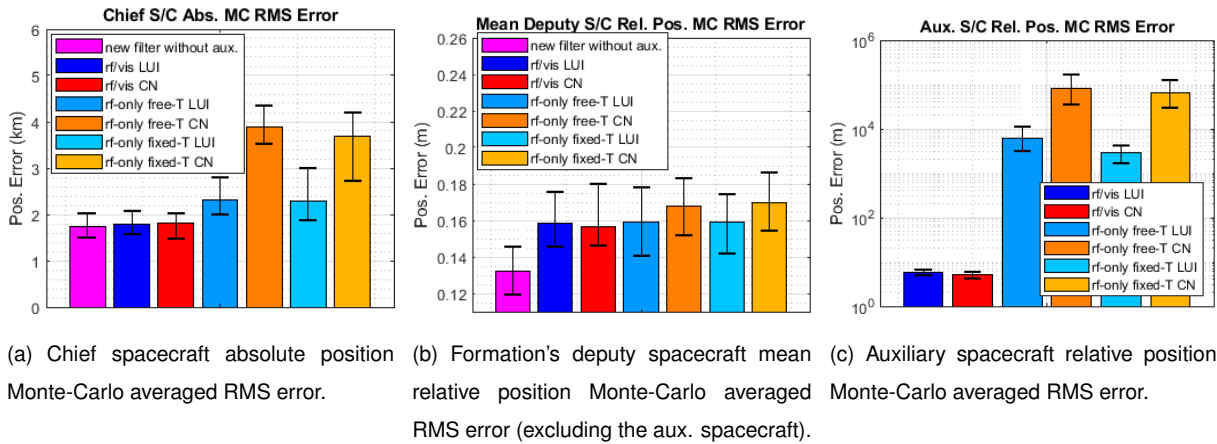 Chief S/C Abs. MC RMS Error
Pos. Error (km)
6
5
4
3
2
1
0
new filter without aux.
rf/vis LUI
rf/vis CN
rf-only free-T LUI
rf-only free-T CN
rf-only fixed-T LUI
rf-only fixed-T CN
(a) Chief spacecraft absolute position
Monte-Carlo averaged RMS error.
Mean Deputy S/C Rel. Pos. MC RMS Error
Pos. Error (m)
0.26
0.24
0.22
0.2
0.18
0.16
0.14
0.12
new filter without aux.
rf/vis LUI
rf/vis CN
rf-only free-T LUI
rf-only free-T CN
rf-only fixed-T LUI
rf-only fixed-T CN
(b) Formation's deputy spacecraft mean
relative position Monte-Carlo averaged
RMS error (excluding the aux. spacecraft).
Aux. S/C Rel. Pos. MC RMS Error
Pos. Error (m)
10^6
10^4
10^2
10^0
rf/vis LUI
rf/vis CN
rf-only free-T LUI
rf-only free-T CN
rf-only fixed-T LUI
rf-only fixed-T CN
(c) Auxiliary spacecraft relative position
Monte-Carlo averaged RMS error.